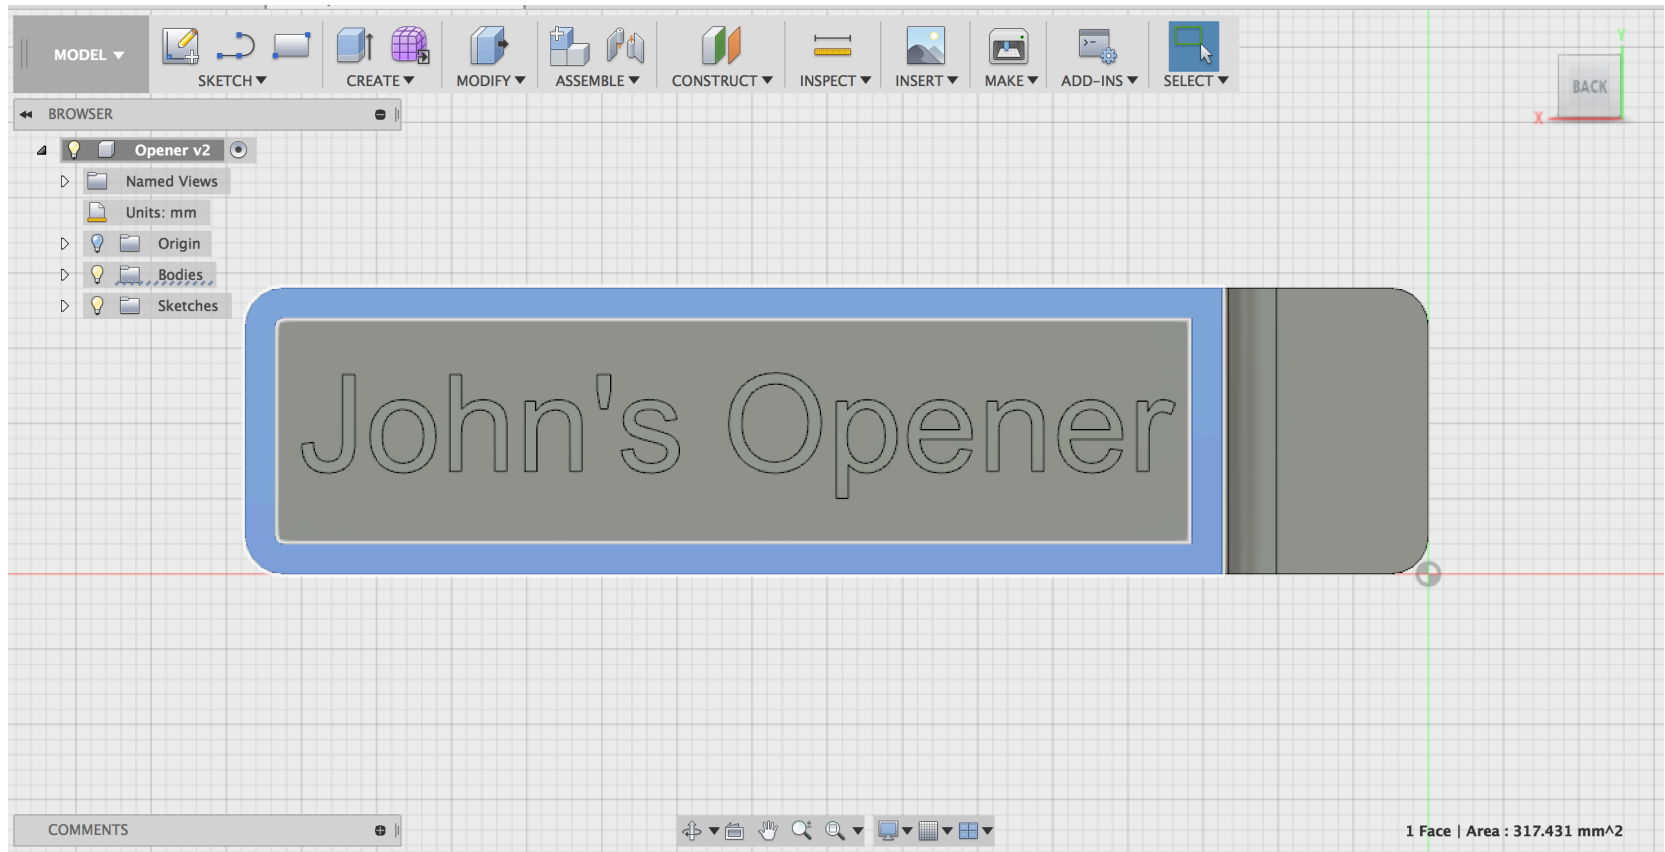 MODEL
SKETCH
CREATE
MODIFY
ASSEMBLE
CONSTRUCT
INSPECT
INSERT
MAKE
ADD-INS
SELECT
BACK
Y
X
BROWSER
Opener v2
Named Views
Units: mm
Origin
Bodies
Sketches
John's Opener
COMMENTS
1 Face | Area : 317.431 mm^2